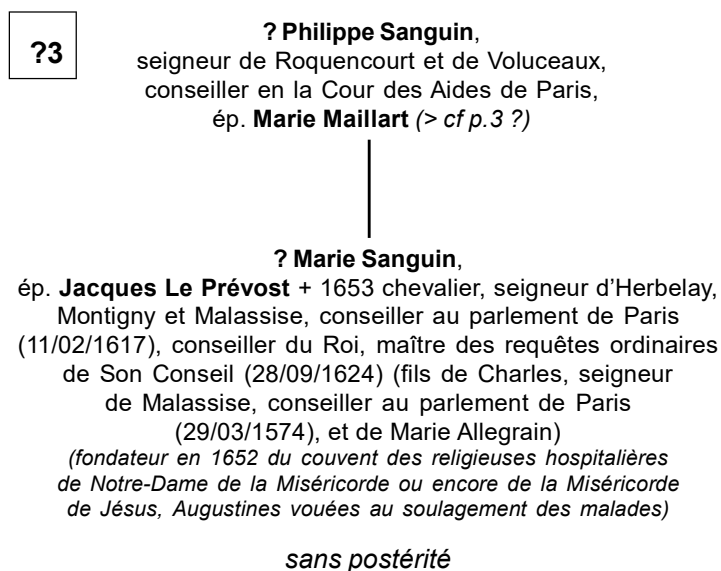 ?3
? Philippe Sanguin,
seigneur de Roquencourt et de Voluceaux,
conseiller en la Cour des Aides de Paris,
ép. Marie Maillart (> cf p.3 ?)
? Marie Sanguin,
ép. Jacques Le Prévost + 1653 chevalier, seigneur d’Herbelay,
Montigny et Malassise, conseiller au parlement de Paris
(11/02/1617), conseiller du Roi, maître des requêtes ordinaires
de Son Conseil (28/09/1624) (fils de Charles, seigneur
de Malassise, conseiller au parlement de Paris
(29/03/1574), et de Marie Allegrain)
(fondateur en 1652 du couvent des religieuses hospitalières
de Notre-Dame de la Miséricorde ou encore de la Miséricorde
de Jésus, Augustines vouées au soulagement des malades)
sans postérité